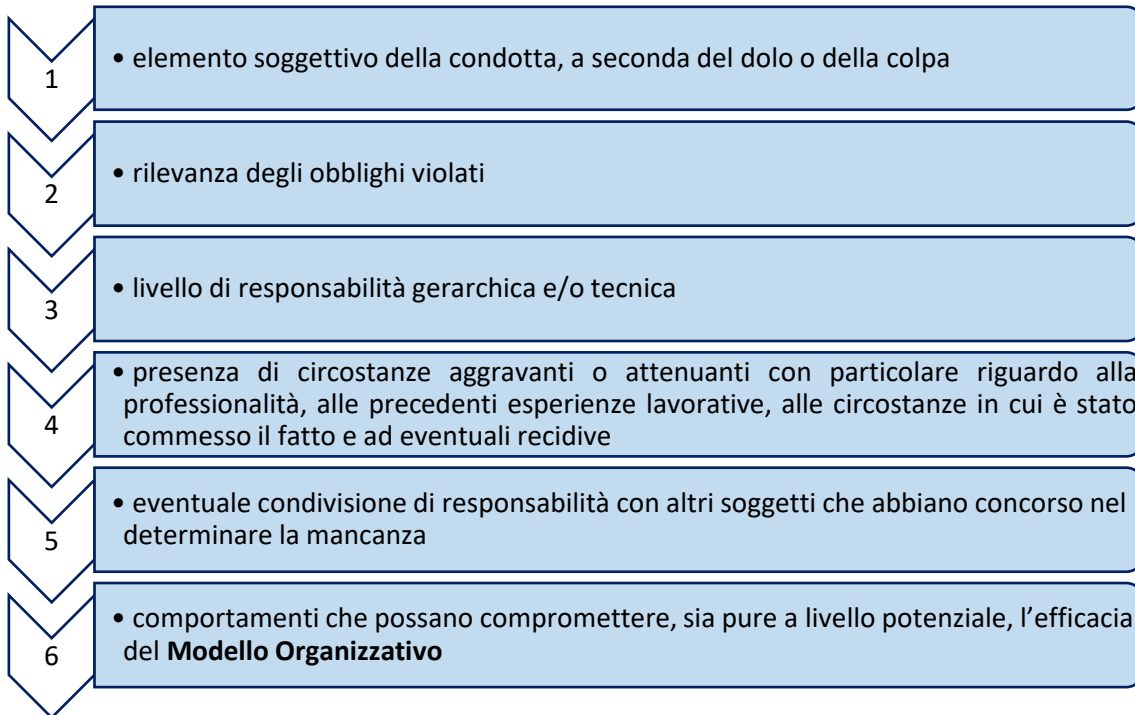 1
• elemento soggettivo della condotta, a seconda del dolo o della colpa
2
• rilevanza degli obblighi violati
3
• livello di responsabilità gerarchica e/o tecnica
4
• presenza di circostanze aggravanti o attenuanti con particolare riguardo alla
professionalità, alle precedenti esperienze lavorative, alle circostanze in cui è stato
commesso il fatto e ad eventuali recidive
5
• eventuale condivisione di responsabilità con altri soggetti che abbiano concorso nel
determinare la mancanza
6
• comportamenti che possano compromettere, sia pure a livello potenziale, l’efficacia
del Modello Organizzativo